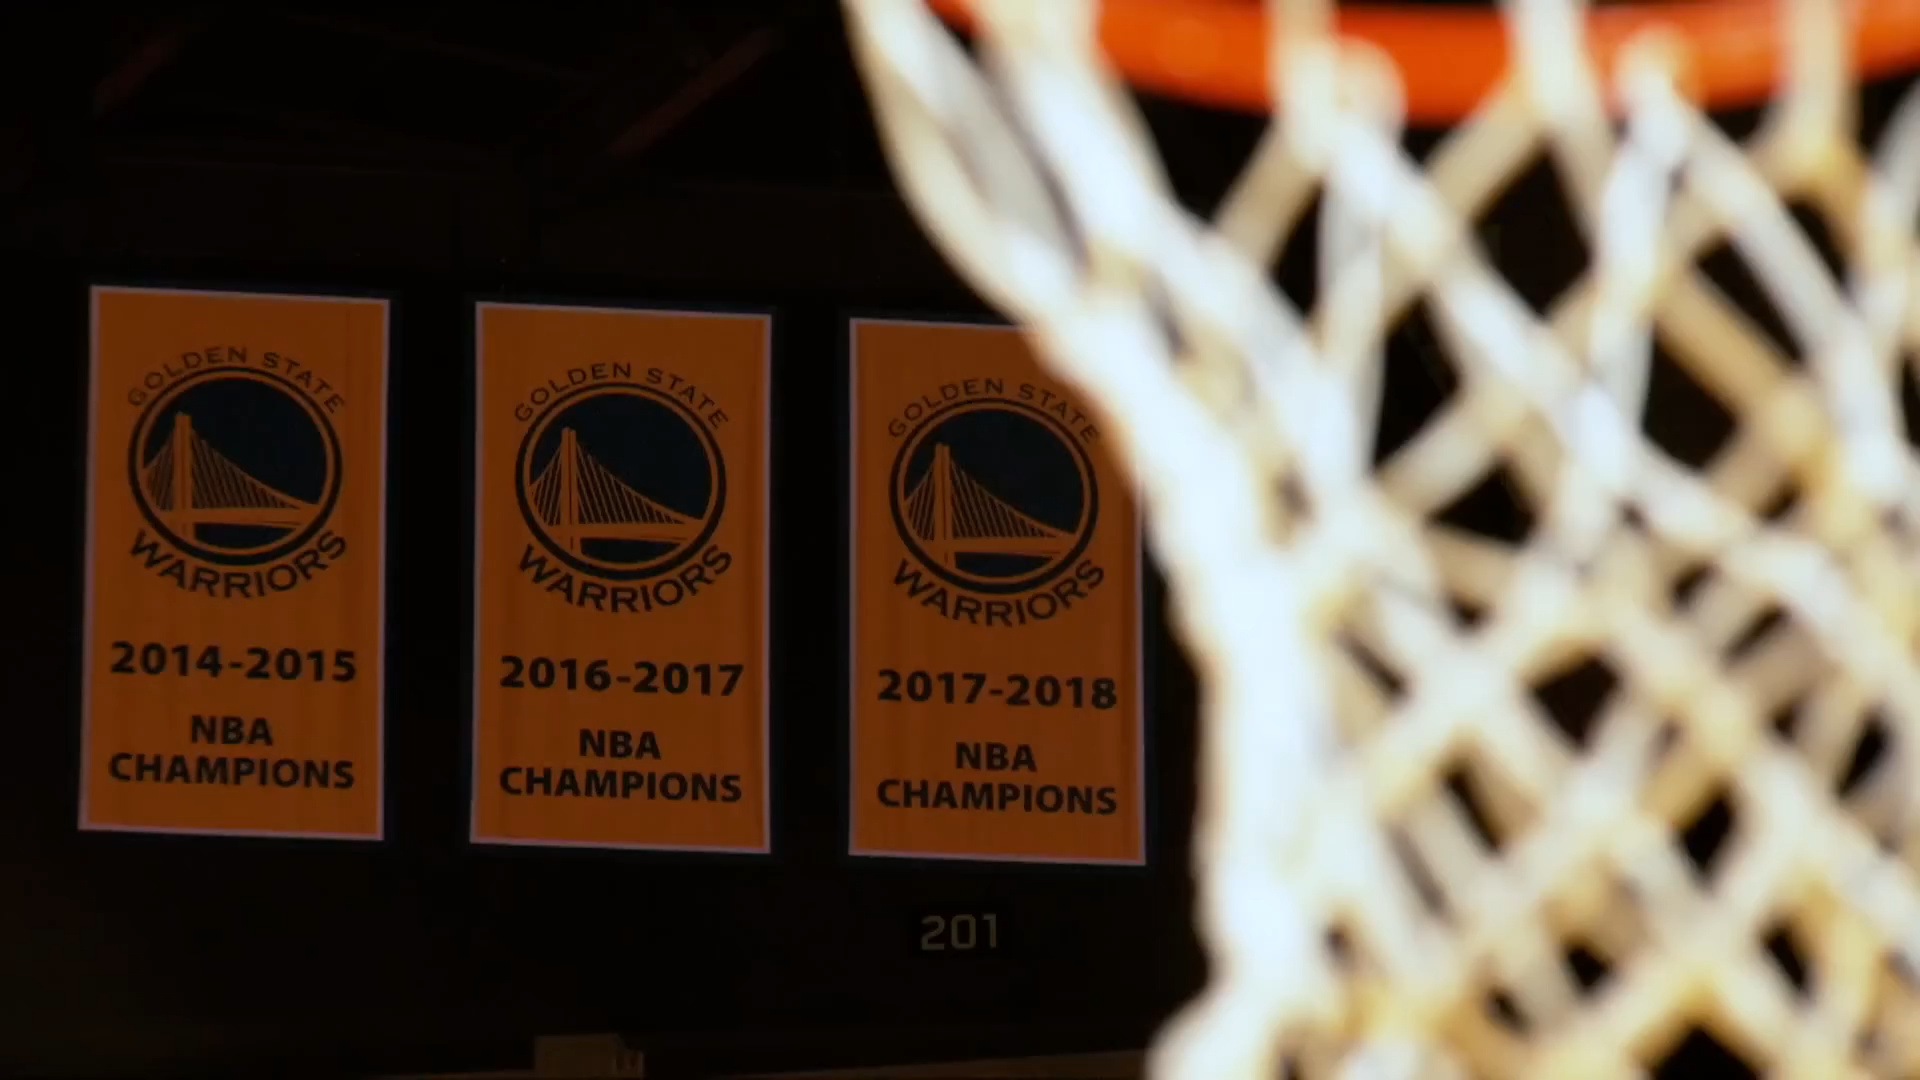 GOLDEN STATE
WARRIORS
2014-2015
NBA
CHAMPIONS
GOLDEN STATE
WARRIORS
2016-2017
NBA
CHAMPIONS
GOLDEN STATE
WARRIORS
2017-2018
NBA
CHAMPIONS
201